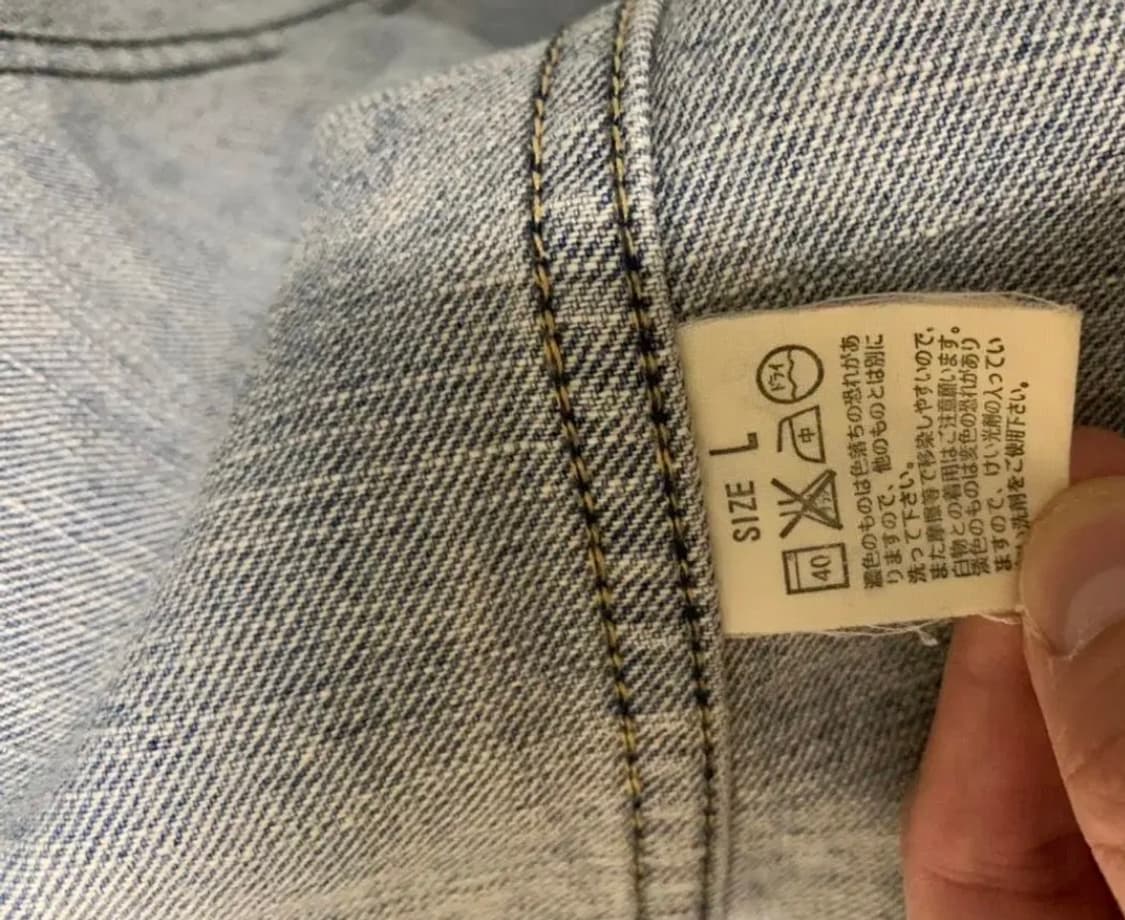 SIZE L
40 中 ドライ
濃色のものは色落ちの恐れがあ
りますので、他のものとは別に
洗って下さい。
また摩擦等で移染しやすいので、
白物との着用はご注意願います。
淡色のものは変色の恐れがあり
ますので、けい光剤の入ってい
い洗剤をご使用下さい。